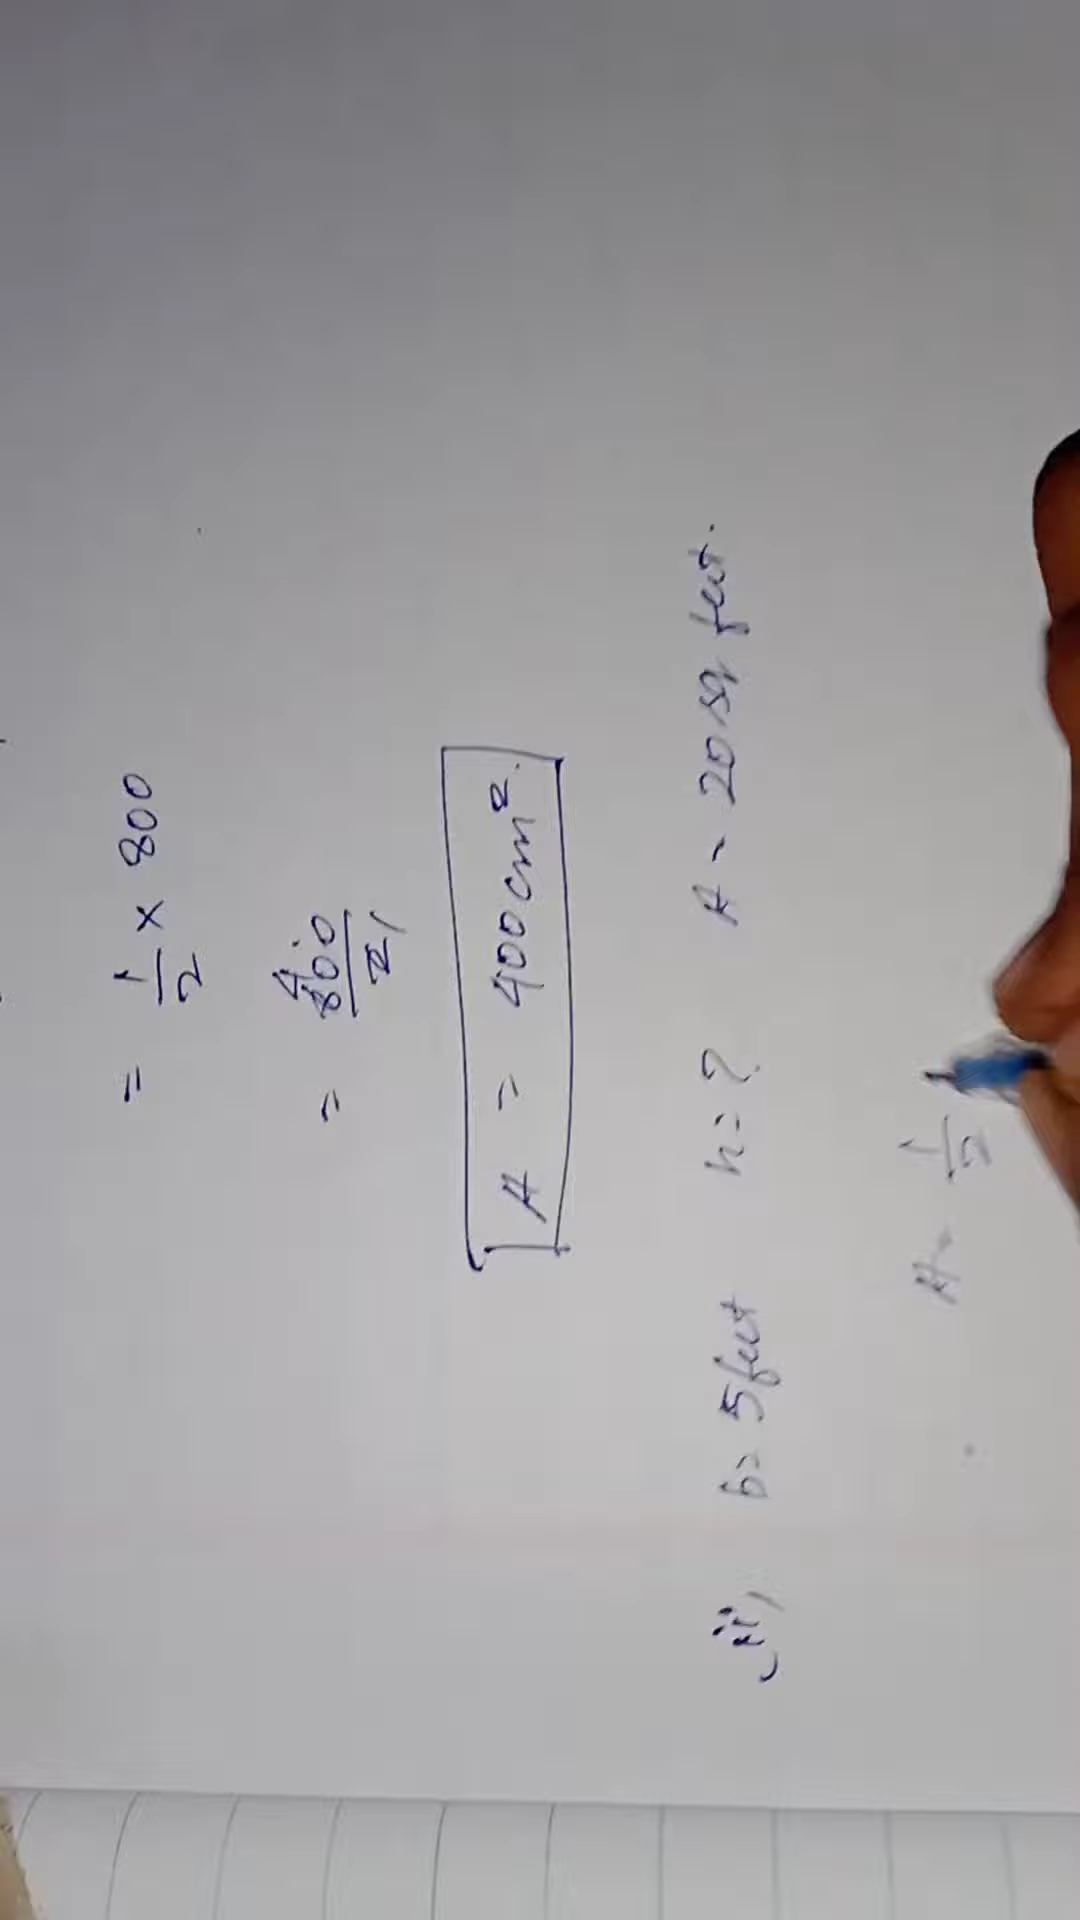 = 1/2 × 800
= 800/2
A = 400 cm².
ii, b = 5 feet h = ? A = 20 sq feet.
A = 1/2